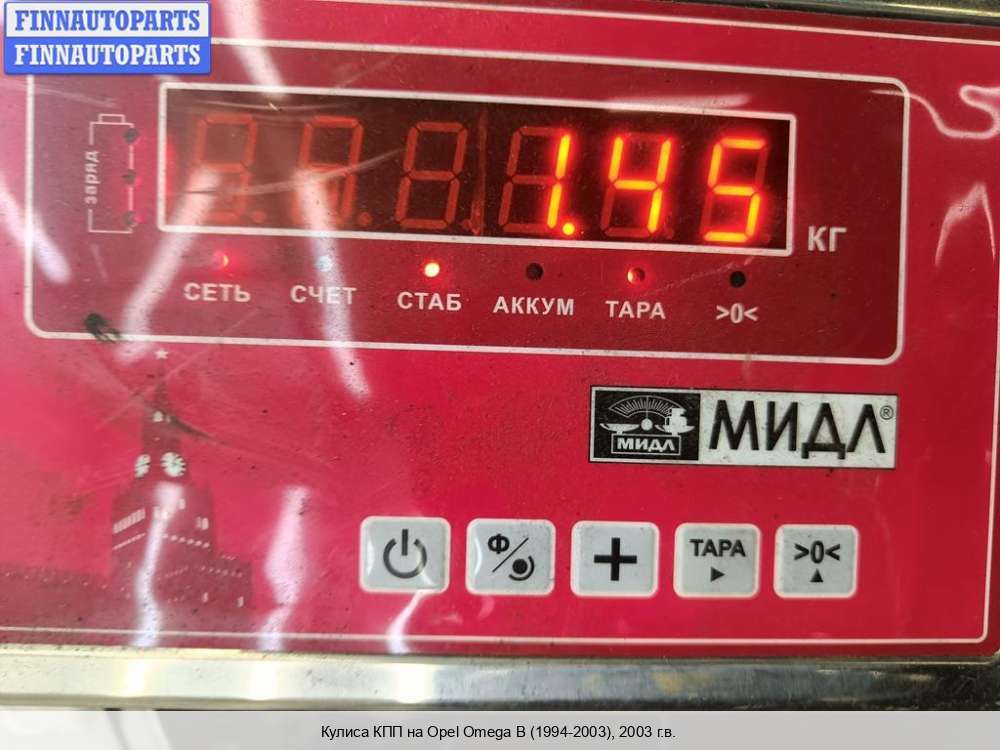 FINNAUTOPARTS
FINNAUTOPARTS
заряд
1.45
КГ
СЕТЬ СЧЕТ СТАБ АККУМ ТАРА >0<
МИДЛ МИДЛ®
Ф ТАРА >0<
Кулиса КПП на Opel Omega B (1994-2003), 2003 г.в.